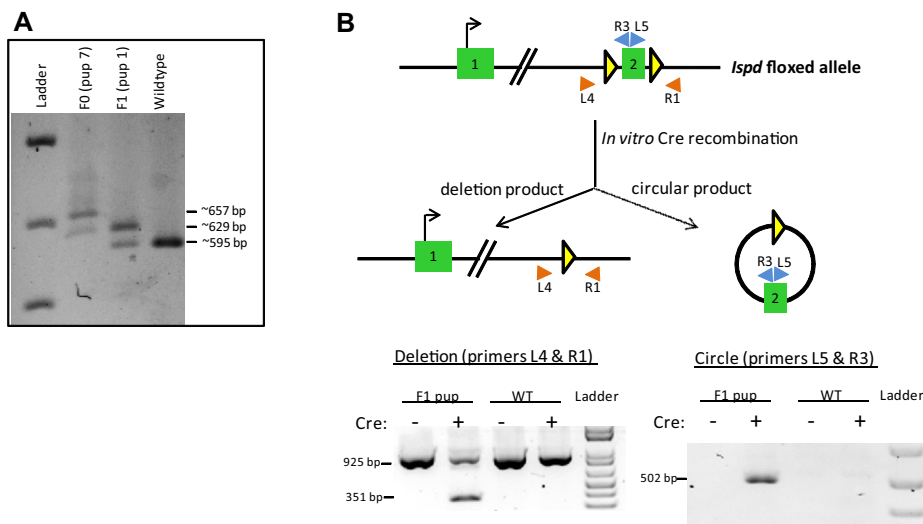 A
Ladder
F0 (pup 7)
F1 (pup 1)
Wildtype
~657 bp
~629 bp
~595 bp
B
R3 L5
1
2
Ispd floxed allele
L4
R1
In vitro Cre recombination
deletion product
circular product
1
L4
R1
R3 L5
2
Deletion (primers L4 & R1)
F1 pup
WT
Ladder
Cre:
-
+
-
+
925 bp
351 bp
Circle (primers L5 & R3)
F1 pup
WT
Ladder
Cre:
-
+
-
+
502 bp